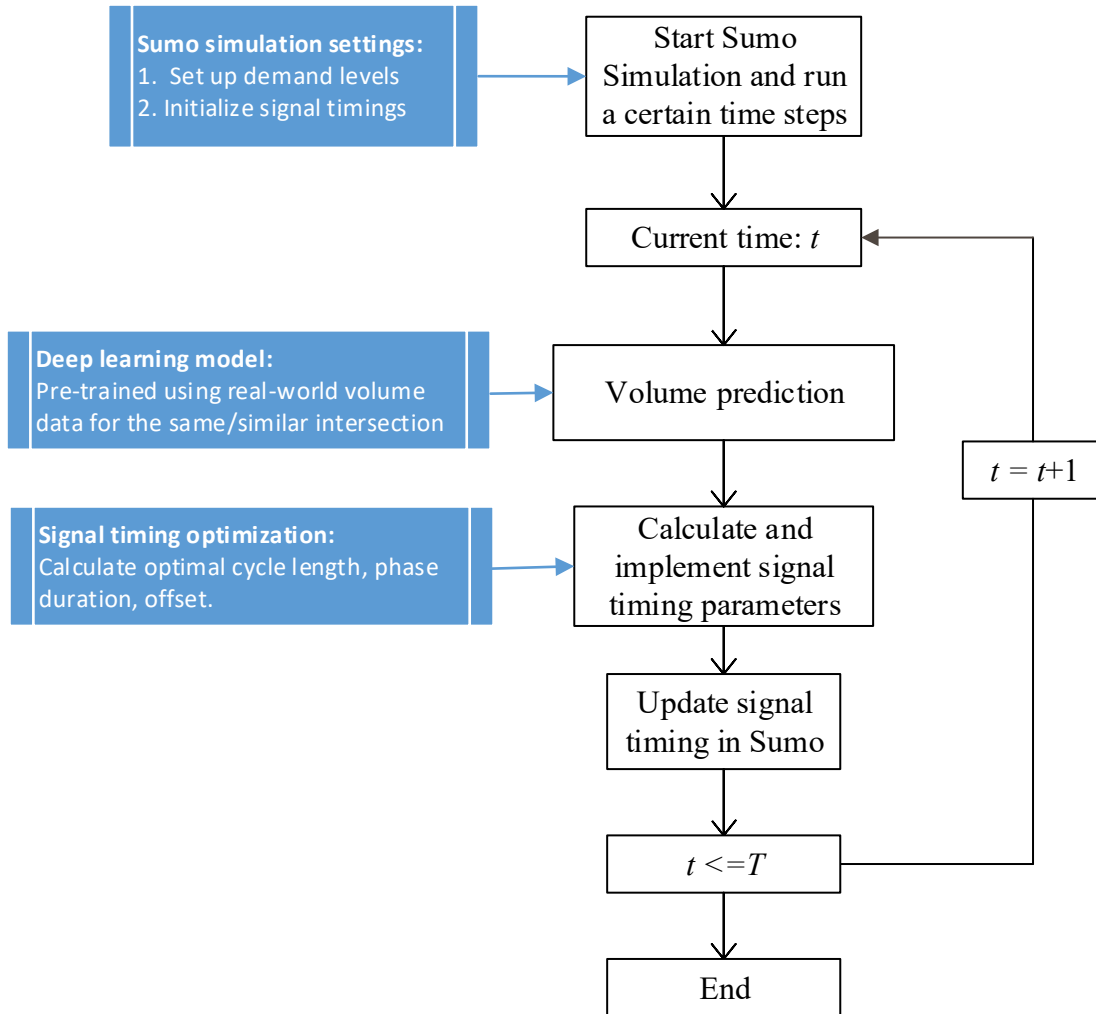 Sumo simulation settings:
1.  Set up demand levels
2. Initialize signal timings
Start Sumo
Simulation and run
a certain time steps
Current time: t
Deep learning model:
Pre-trained using real-world volume
data for the same/similar intersection
Volume prediction
t = t+1
Signal timing optimization:
Calculate optimal cycle length, phase
duration, offset.
Calculate and
implement signal
timing parameters
Update signal
timing in Sumo
t <=T
End